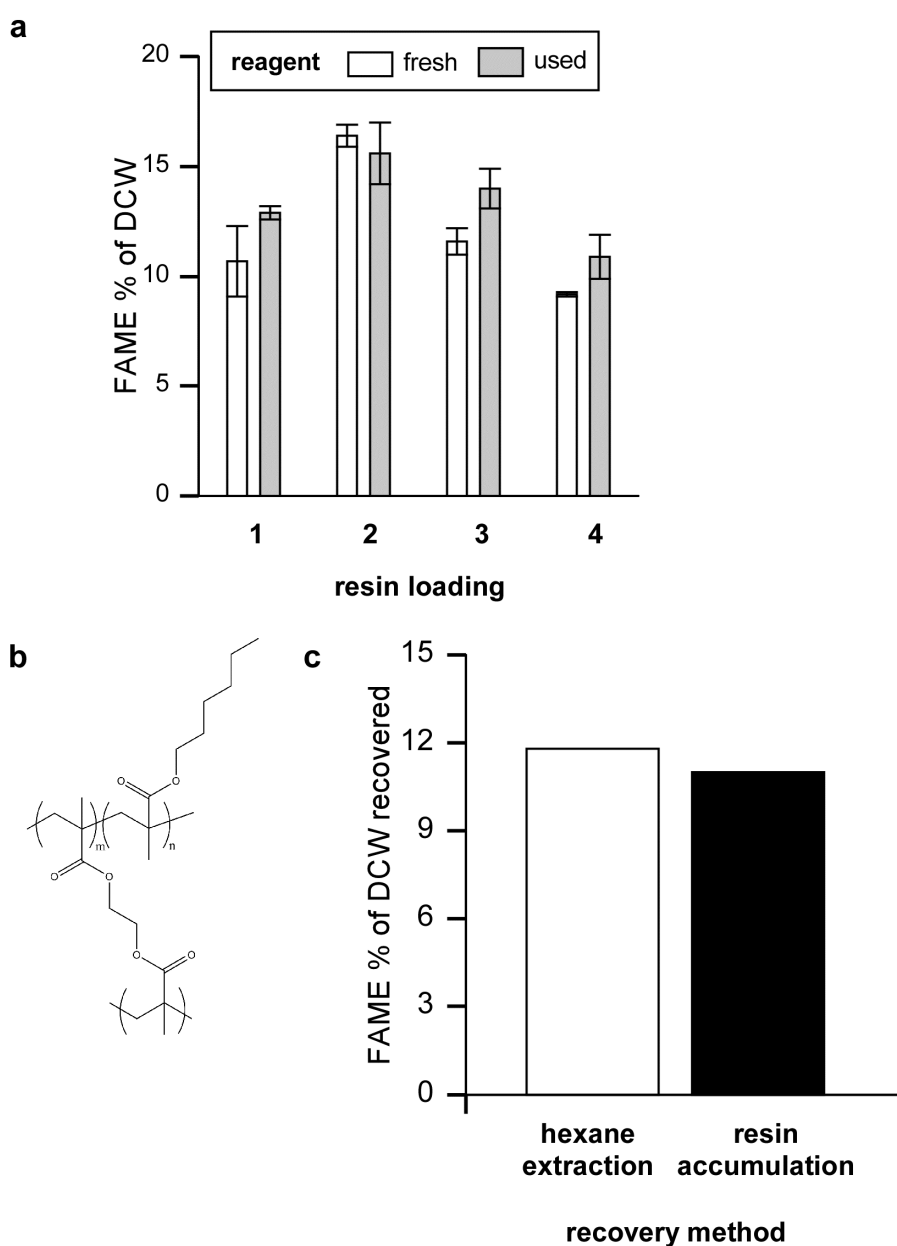 a
reagent fresh used
20
15
10
5
0
FAME % of DCW
1 2 3 4
resin loading
b
O
O
m
n
O
O
O
O
c
15
12
9
6
3
0
FAME % of DCW recovered
hexane
extraction
resin
accumulation
recovery method